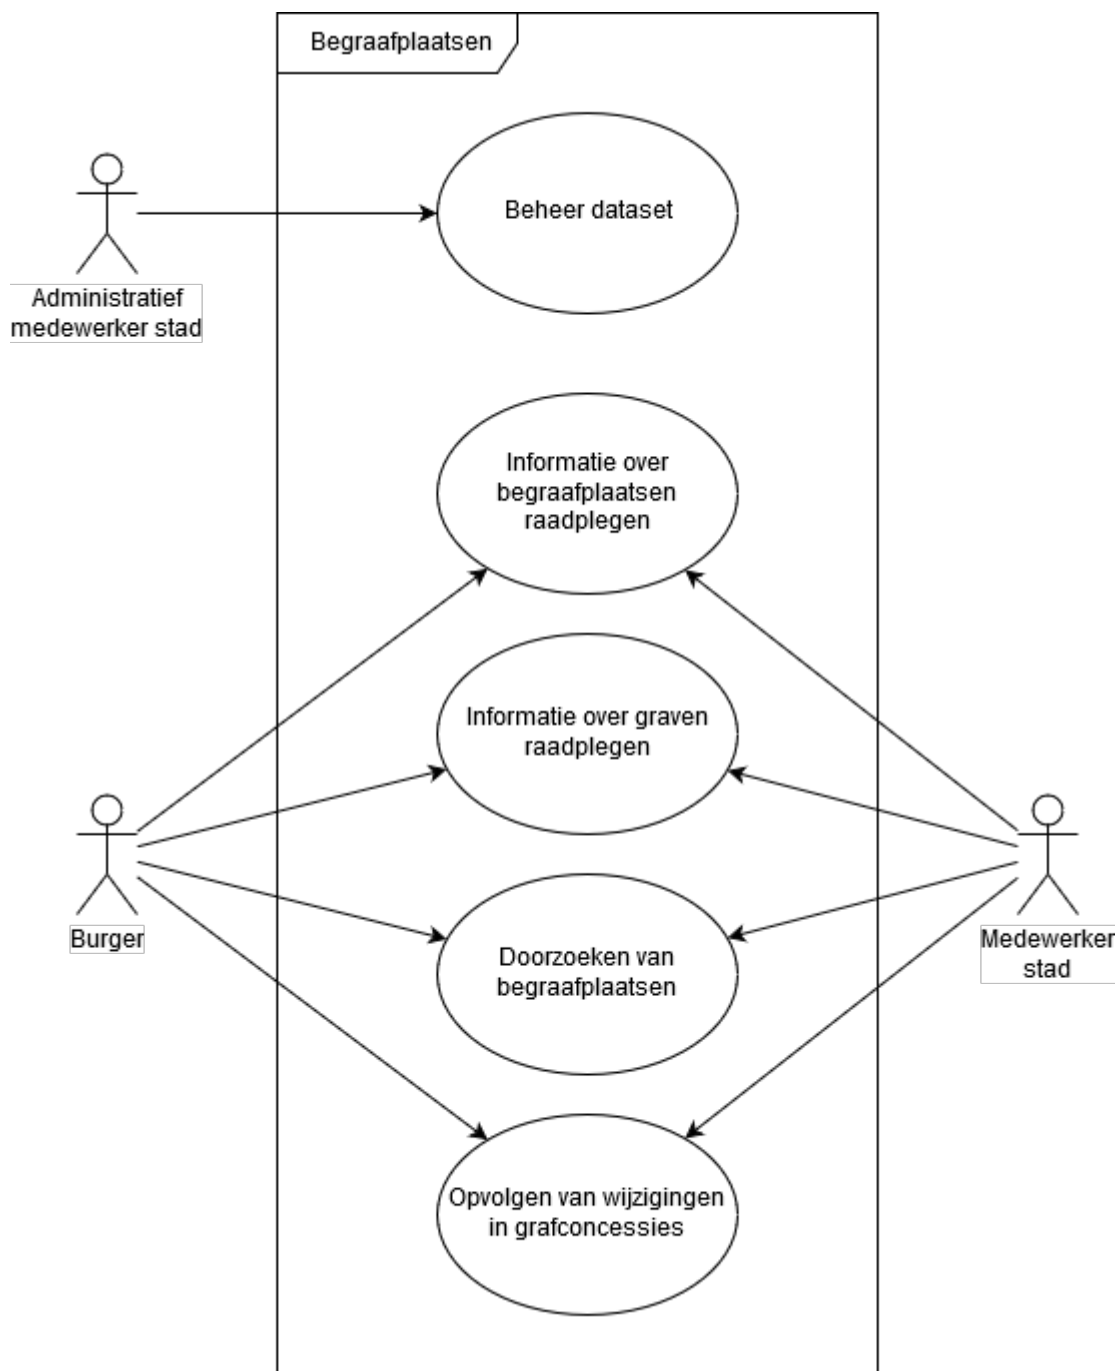 Begraafplaatsen
Beheer dataset
Administratief
medewerker stad
Informatie over
begraafplaatsen
raadplegen
Informatie over graven
raadplegen
Burger
Medewerker
stad
Doorzoeken van
begraafplaatsen
Opvolgen van wijzigingen
in grafconcessies